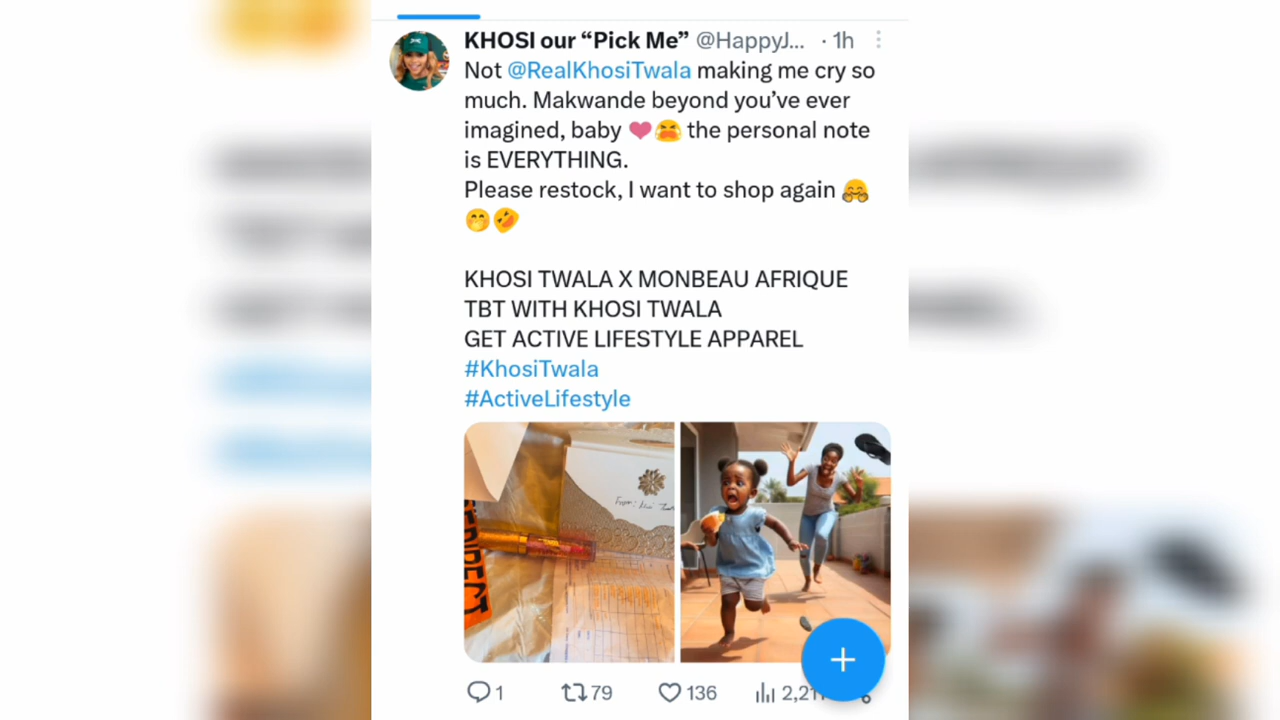 KHOSI our “Pick Me” @HappyJ... · 1h
Not @RealKhosiTwala making me cry so
much. Makwande beyond you’ve ever
imagined, baby ❤😫 the personal note
is EVERYTHING.
Please restock, I want to shop again 🤗
🤭🤣
KHOSI TWALA X MONBEAU AFRIQUE
TBT WITH KHOSI TWALA
GET ACTIVE LIFESTYLE APPAREL
#KhosiTwala
#ActiveLifestyle
From:
1 79 136